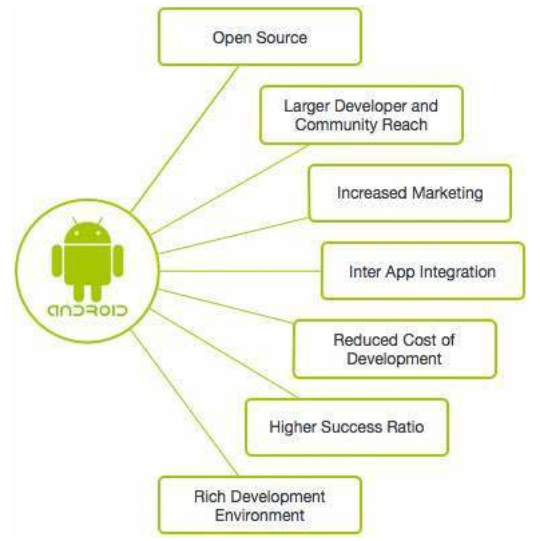 Open Source
Larger Developer and
Community Reach
Increased Marketing
ANDROID
Inter App Integration
Reduced Cost of
Development
Higher Success Ratio
Rich Development
Environment